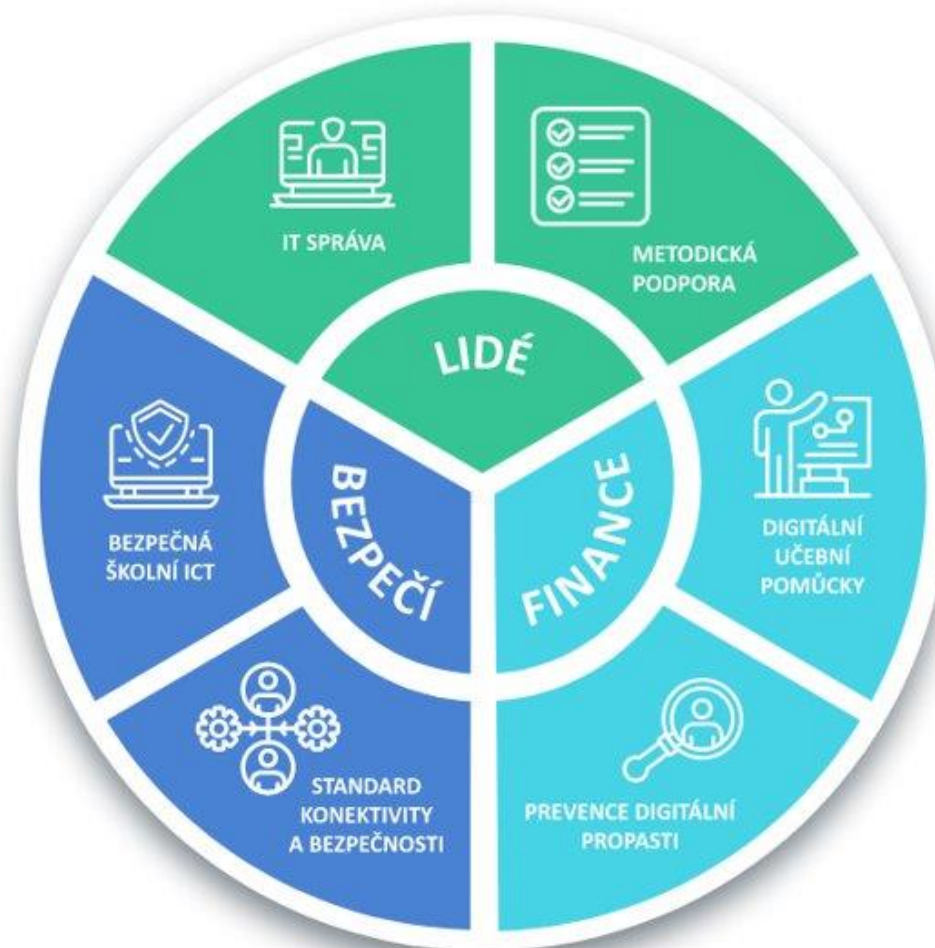 IT SPRÁVA
METODICKÁ
PODPORA
LIDÉ
BEZPEČÍ
FINANCE
BEZPEČNÁ
ŠKOLNÍ ICT
DIGITÁLNÍ
UČEBNÍ
POMŮCKY
STANDARD
KONEKTIVITY
A BEZPEČNOSTI
PREVENCE DIGITÁLNÍ
PROPASTI